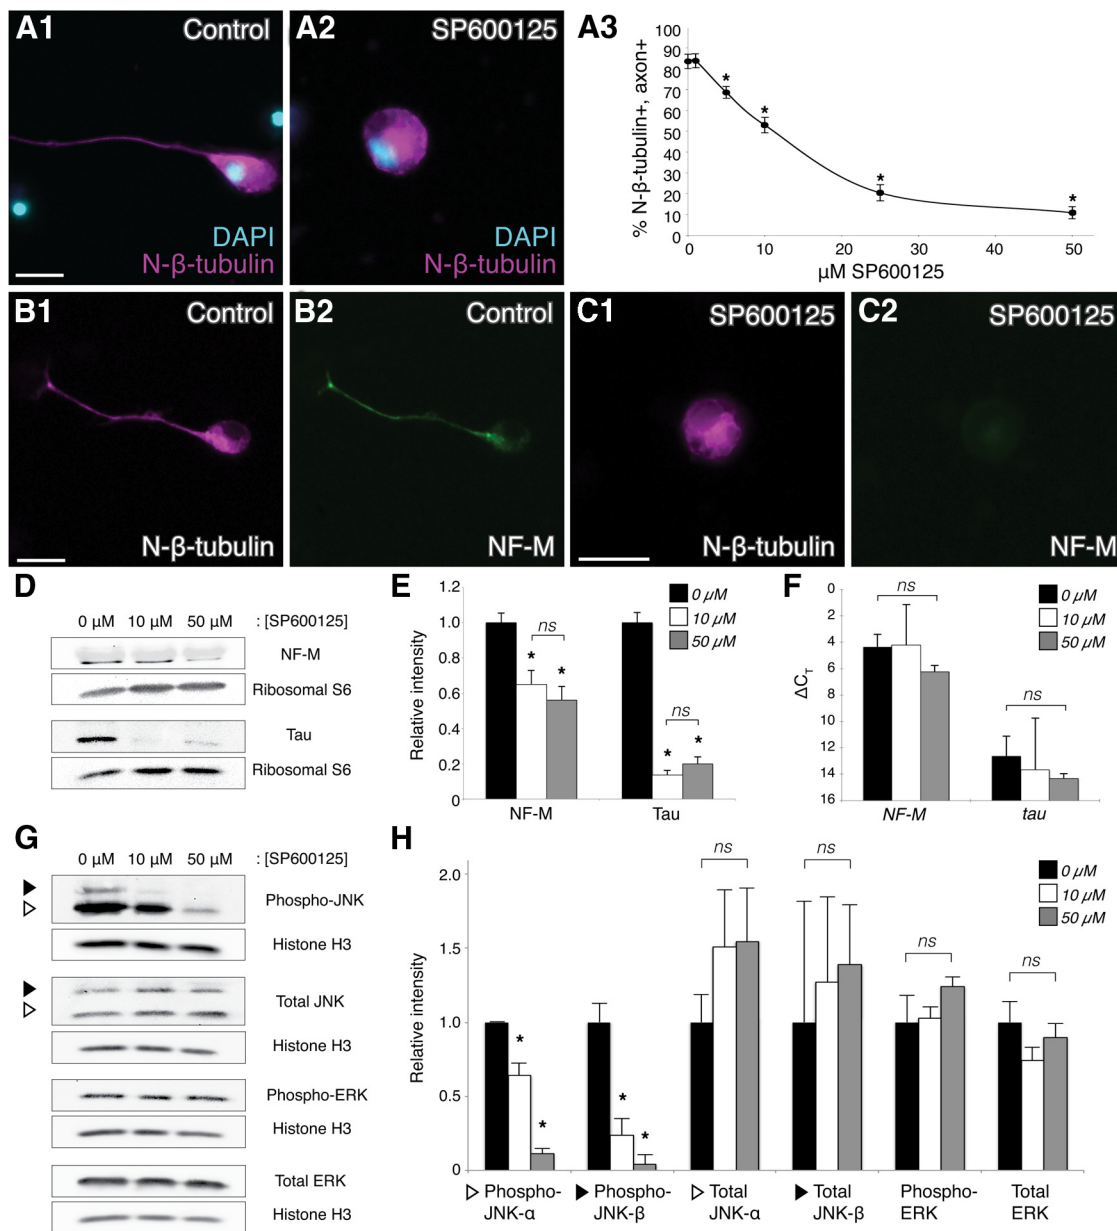 A1
Control
DAPI
N-β-tubulin
A2
SP600125
DAPI
N-β-tubulin
A3
% N-β-tubulin+, axon+
100
90
80
70
60
50
40
30
20
10
0
* * * *
0 10 20 30 40 50
µM SP600125
B1
Control
N-β-tubulin
B2
Control
NF-M
C1
SP600125
N-β-tubulin
C2
SP600125
NF-M
D
0 µM 10 µM 50 µM : [SP600125]
NF-M
Ribosomal S6
Tau
Ribosomal S6
E
Relative intensity
1.2
1.0
0.8
0.6
0.4
0.2
0
0 µM
10 µM
50 µM
ns
* *
ns
* *
NF-M Tau
F
ΔCT
0
2
4
6
8
10
12
14
16
ns
ns
0 µM
10 µM
50 µM
NF-M tau
G
0 µM 10 µM 50 µM : [SP600125]
Phospho-JNK
Histone H3
Total JNK
Histone H3
Phospho-ERK
Histone H3
Total ERK
Histone H3
H
Relative intensity
2.0
1.5
1.0
0.5
0
* *
* *
ns
ns
ns
ns
0 µM
10 µM
50 µM
▷ Phospho-
JNK-α
▶ Phospho-
JNK-β
▷ Total
JNK-α
▶ Total
JNK-β
Phospho-
ERK
Total
ERK